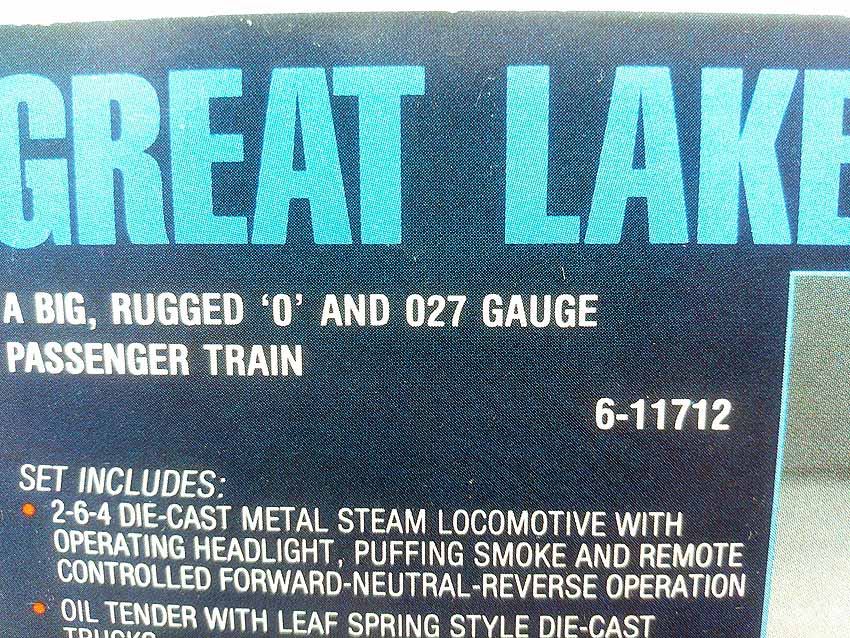 GREAT LAKE
A BIG, RUGGED 'O' AND 027 GAUGE
PASSENGER TRAIN
6-11712
SET INCLUDES:
• 2-6-4 DIE-CAST METAL STEAM LOCOMOTIVE WITH
OPERATING HEADLIGHT, PUFFING SMOKE AND REMOTE
CONTROLLED FORWARD-NEUTRAL-REVERSE OPERATION
• OIL TENDER WITH LEAF SPRING STYLE DIE-CAST
TRUCKS